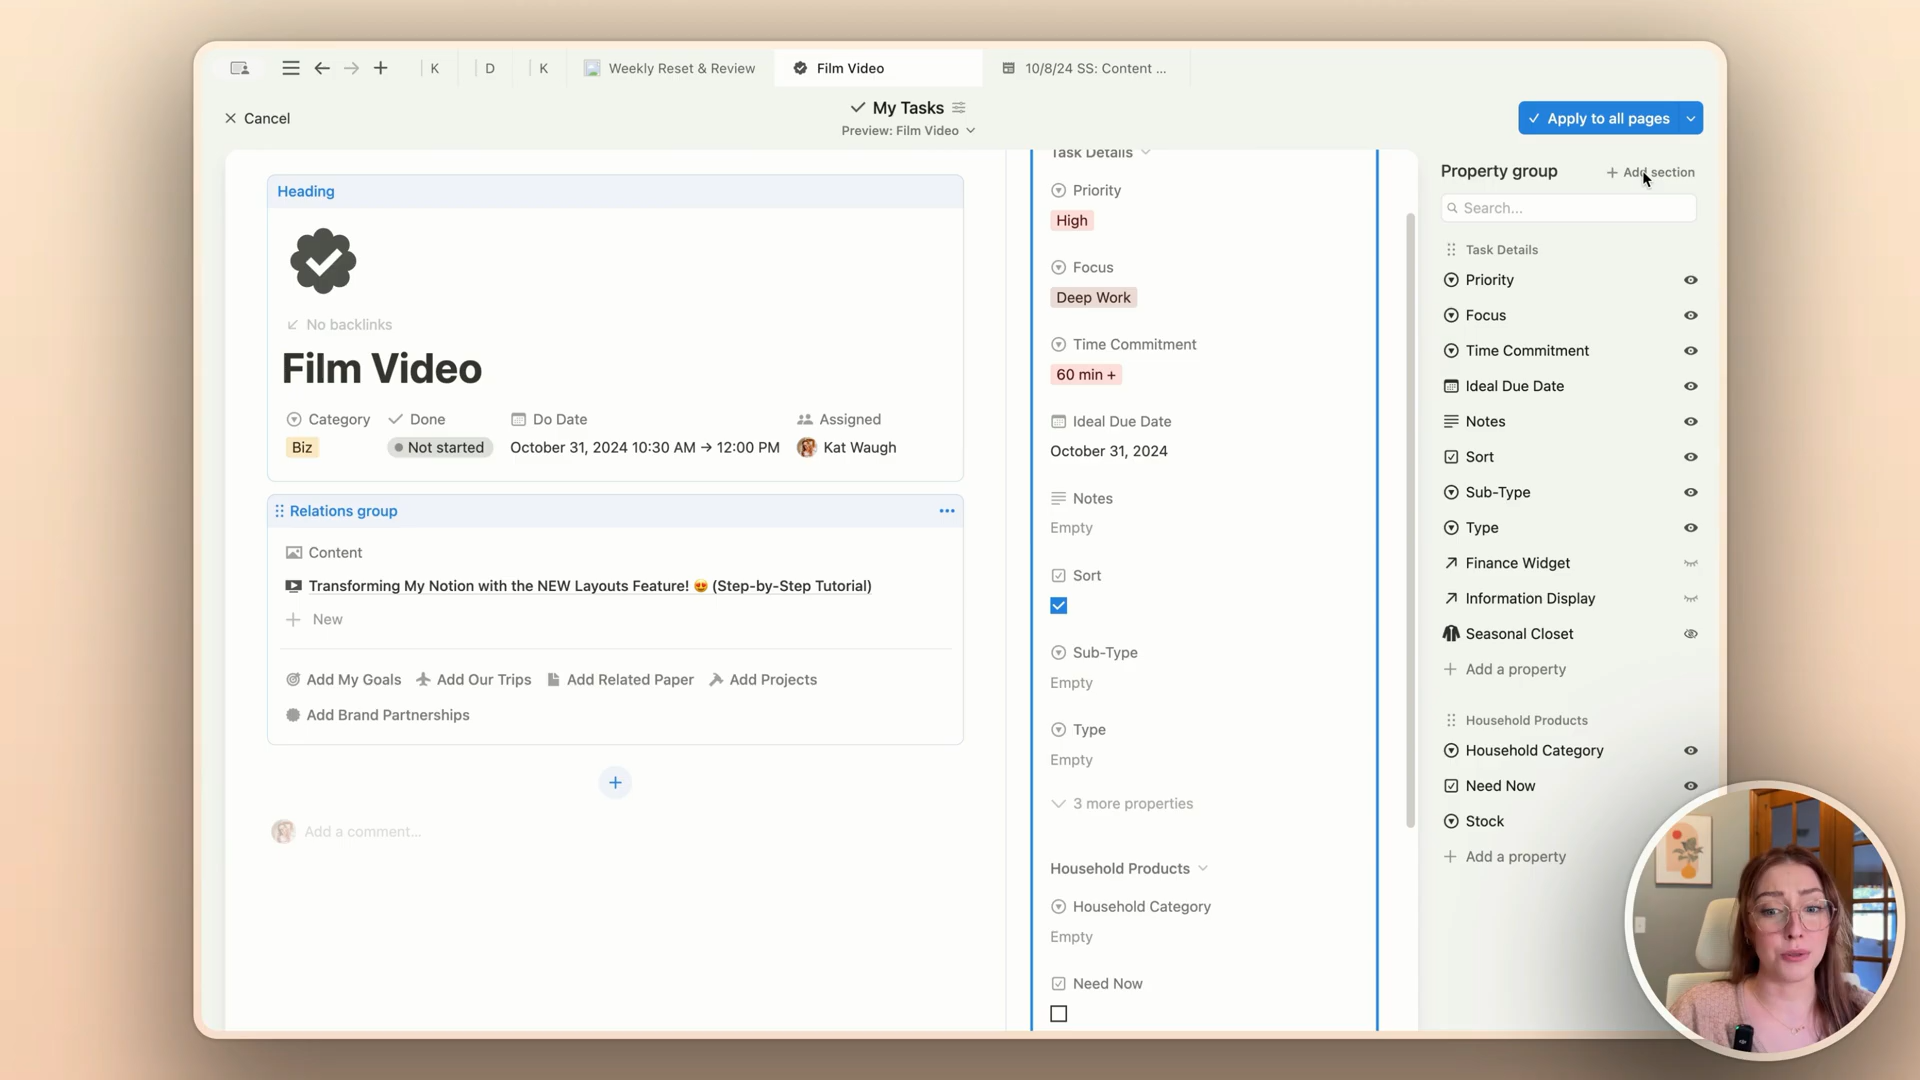 K
D
K
Weekly Reset & Review
Film Video
10/8/24 SS: Content ...
Cancel
My Tasks
Preview: Film Video
Apply to all pages
Heading
No backlinks
Film Video
Category
Done
Do Date
Assigned
Biz
Not started
October 31, 2024 10:30 AM → 12:00 PM
Kat Waugh
Relations group
Content
Transforming My Notion with the NEW Layouts Feature! 😍 (Step-by-Step Tutorial)
New
Add My Goals
Add Our Trips
Add Related Paper
Add Projects
Add Brand Partnerships
Add a comment...
Task Details
Priority
High
Focus
Deep Work
Time Commitment
60 min +
Ideal Due Date
October 31, 2024
Notes
Empty
Sort
Sub-Type
Empty
Type
Empty
3 more properties
Household Products
Household Category
Empty
Need Now
Property group
Add section
Search...
Task Details
Priority
Focus
Time Commitment
Ideal Due Date
Notes
Sort
Sub-Type
Type
Finance Widget
Information Display
Seasonal Closet
Add a property
Household Products
Household Category
Need Now
Stock
Add a property